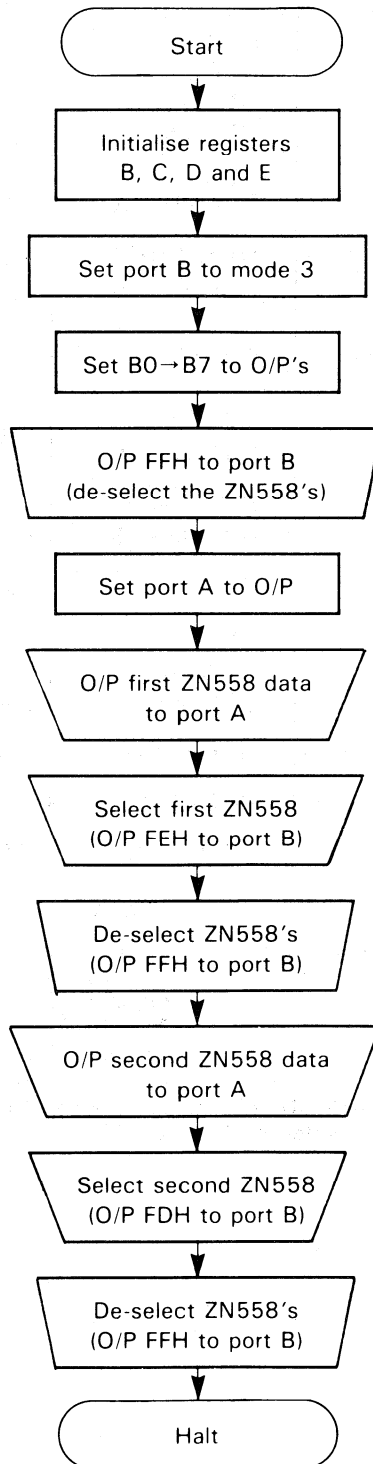 Start
Initialise registers
B, C, D and E
Set port B to mode 3
Set B0→B7 to O/P's
O/P FFH to port B
(de-select the ZN558's)
Set port A to O/P
O/P first ZN558 data
to port A
Select first ZN558
(O/P FEH to port B)
De-select ZN558's
(O/P FFH to port B)
O/P second ZN558 data
to port A
Select second ZN558
(O/P FDH to port B)
De-select ZN558's
(O/P FFH to port B)
Halt